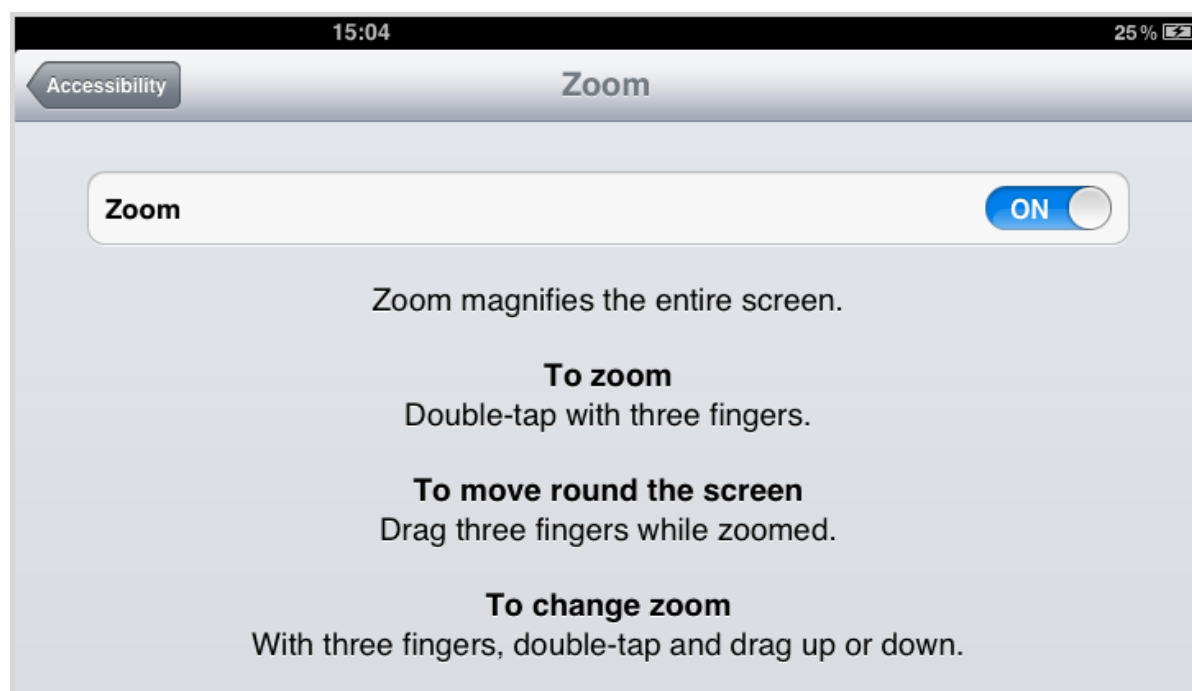 15:04 25 %
Accessibility Zoom
Zoom ON
Zoom magnifies the entire screen.
To zoom
Double-tap with three fingers.
To move round the screen
Drag three fingers while zoomed.
To change zoom
With three fingers, double-tap and drag up or down.